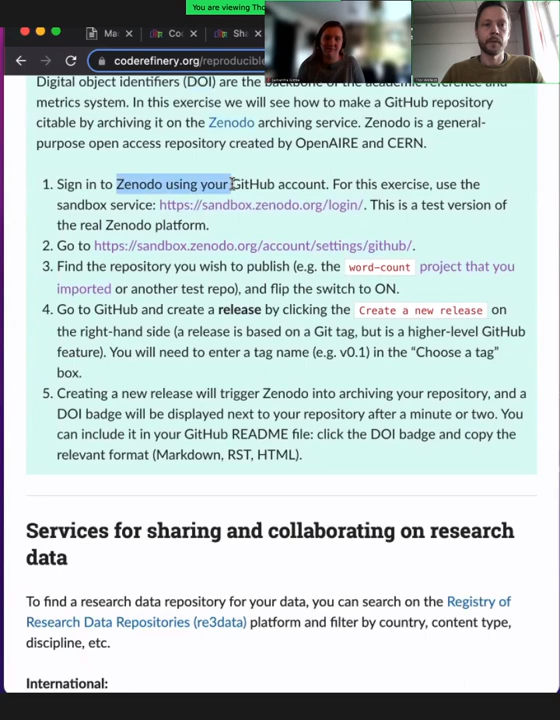 You are viewing Tho
Ma
Co
Sha
coderefinery.org/reproducible
Digital object identifiers (DOI) are the backbone of the academic reference and
metrics system. In this exercise we will see how to make a GitHub repository
citable by archiving it on the Zenodo archiving service. Zenodo is a general-
purpose open access repository created by OpenAIRE and CERN.
1. Sign in to Zenodo using your GitHub account. For this exercise, use the
sandbox service: https://sandbox.zenodo.org/login/. This is a test version of
the real Zenodo platform.
2. Go to https://sandbox.zenodo.org/account/settings/github/.
3. Find the repository you wish to publish (e.g. the word-count project that you
imported or another test repo), and flip the switch to ON.
4. Go to GitHub and create a release by clicking the Create a new release on
the right-hand side (a release is based on a Git tag, but is a higher-level GitHub
feature). You will need to enter a tag name (e.g. v0.1) in the “Choose a tag”
box.
5. Creating a new release will trigger Zenodo into archiving your repository, and a
DOI badge will be displayed next to your repository after a minute or two. You
can include it in your GitHub README file: click the DOI badge and copy the
relevant format (Markdown, RST, HTML).
Services for sharing and collaborating on research
data
To find a research data repository for your data, you can search on the Registry of
Research Data Repositories (re3data) platform and filter by country, content type,
discipline, etc.
International: